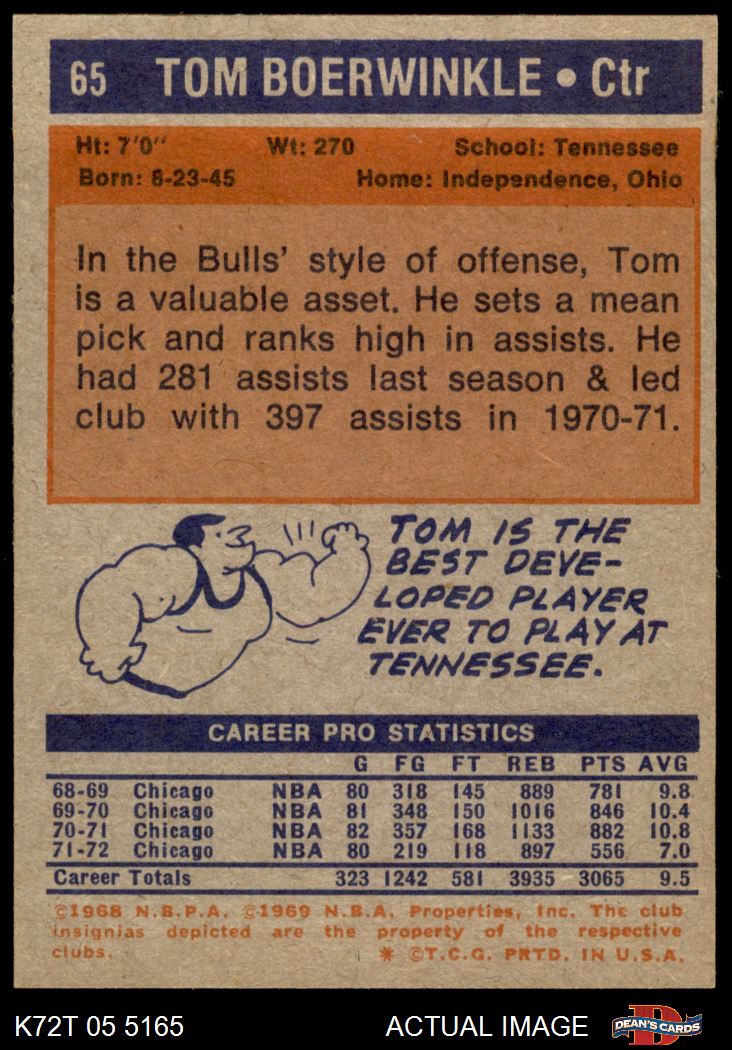 65 TOM BOERWINKLE • Ctr
Ht: 7'0" Wt: 270 School: Tennessee
Born: 8-23-45 Home: Independence, Ohio
In the Bulls' style of offense, Tom
is a valuable asset. He sets a mean
pick and ranks high in assists. He
had 281 assists last season & led
club with 397 assists in 1970-71.
TOM IS THE
BEST DEVE-
LOPED PLAYER
EVER TO PLAY AT
TENNESSEE.
CAREER PRO STATISTICS
G FG FT REB PTS AVG
68-69 Chicago NBA 80 318 145 889 781 9.8
69-70 Chicago NBA 81 348 150 1016 846 10.4
70-71 Chicago NBA 82 357 168 1133 882 10.8
71-72 Chicago NBA 80 219 118 897 556 7.0
Career Totals 323 1242 581 3935 3065 9.5
©1968 N.B.P.A. ©1969 N.B.A. Properties, Inc. The club
insignias depicted are the property of the respective
clubs. * ©T.C.G. PRTD. IN U.S.A.
K72T 05 5165 ACTUAL IMAGE DEAN'S CARDS